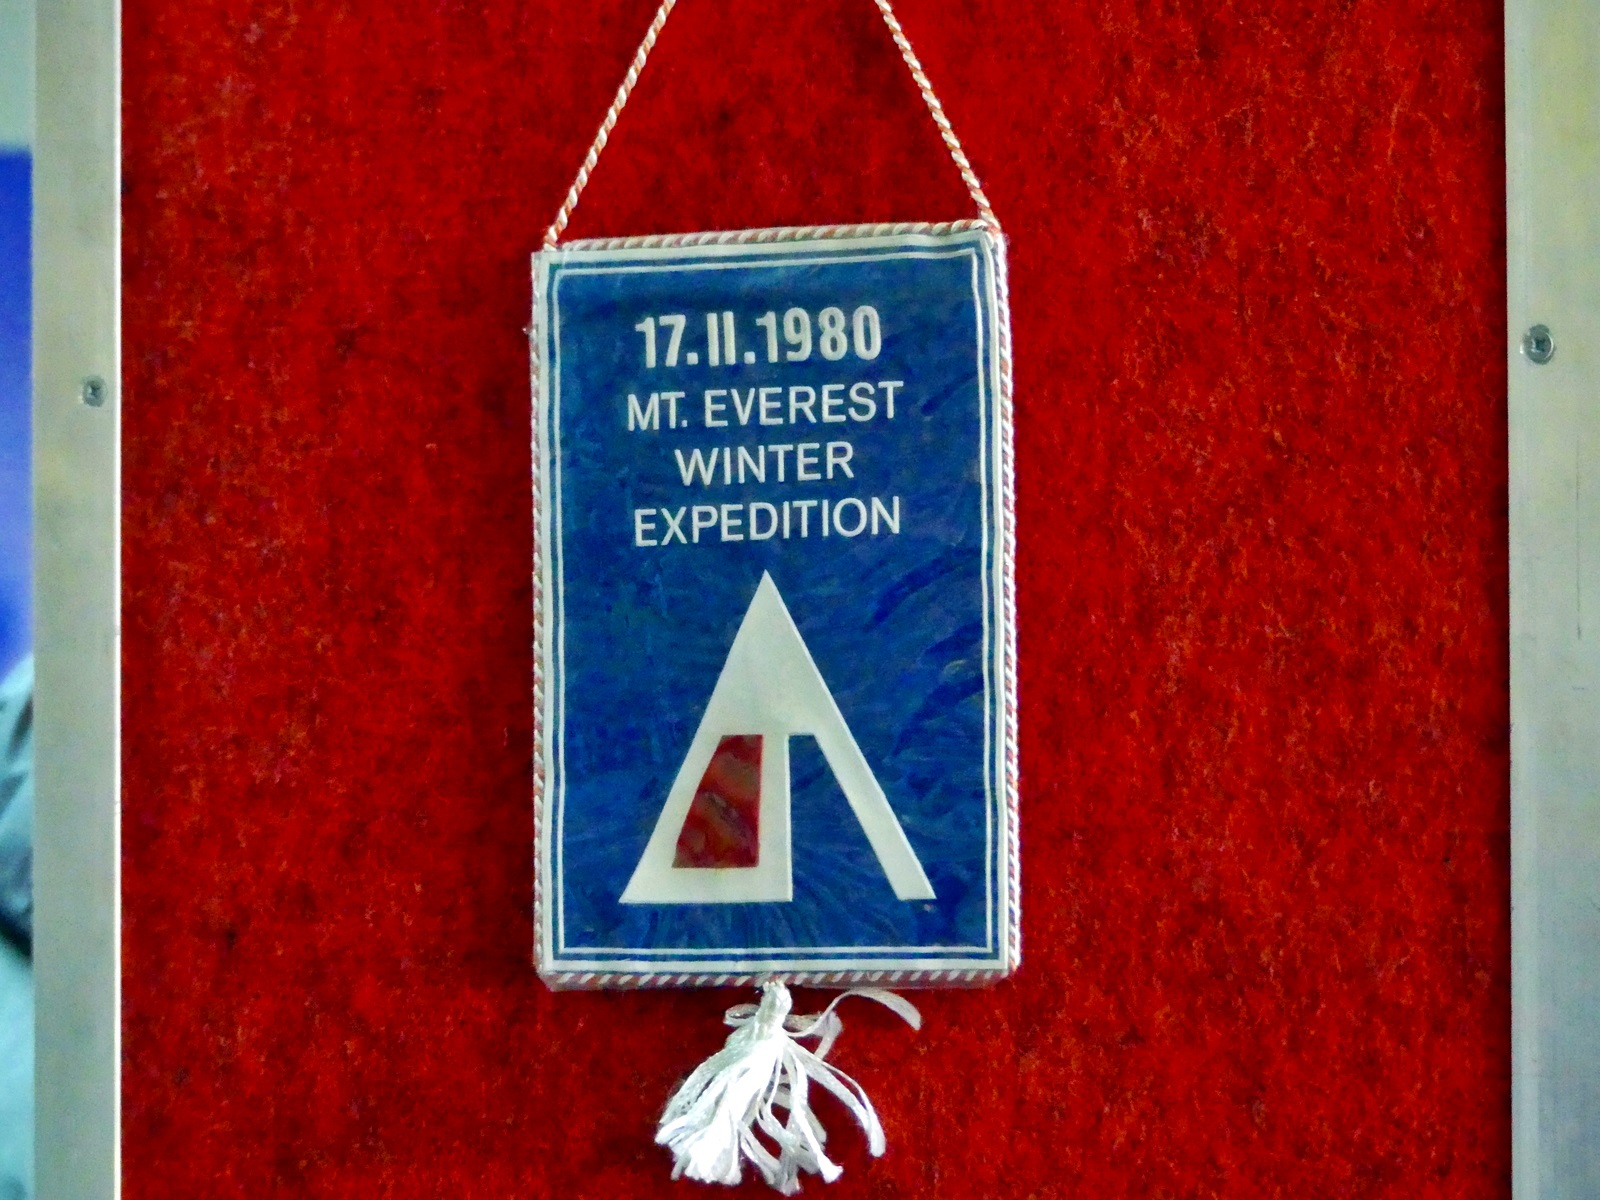 17.II.1980
MT. EVEREST
WINTER
EXPEDITION